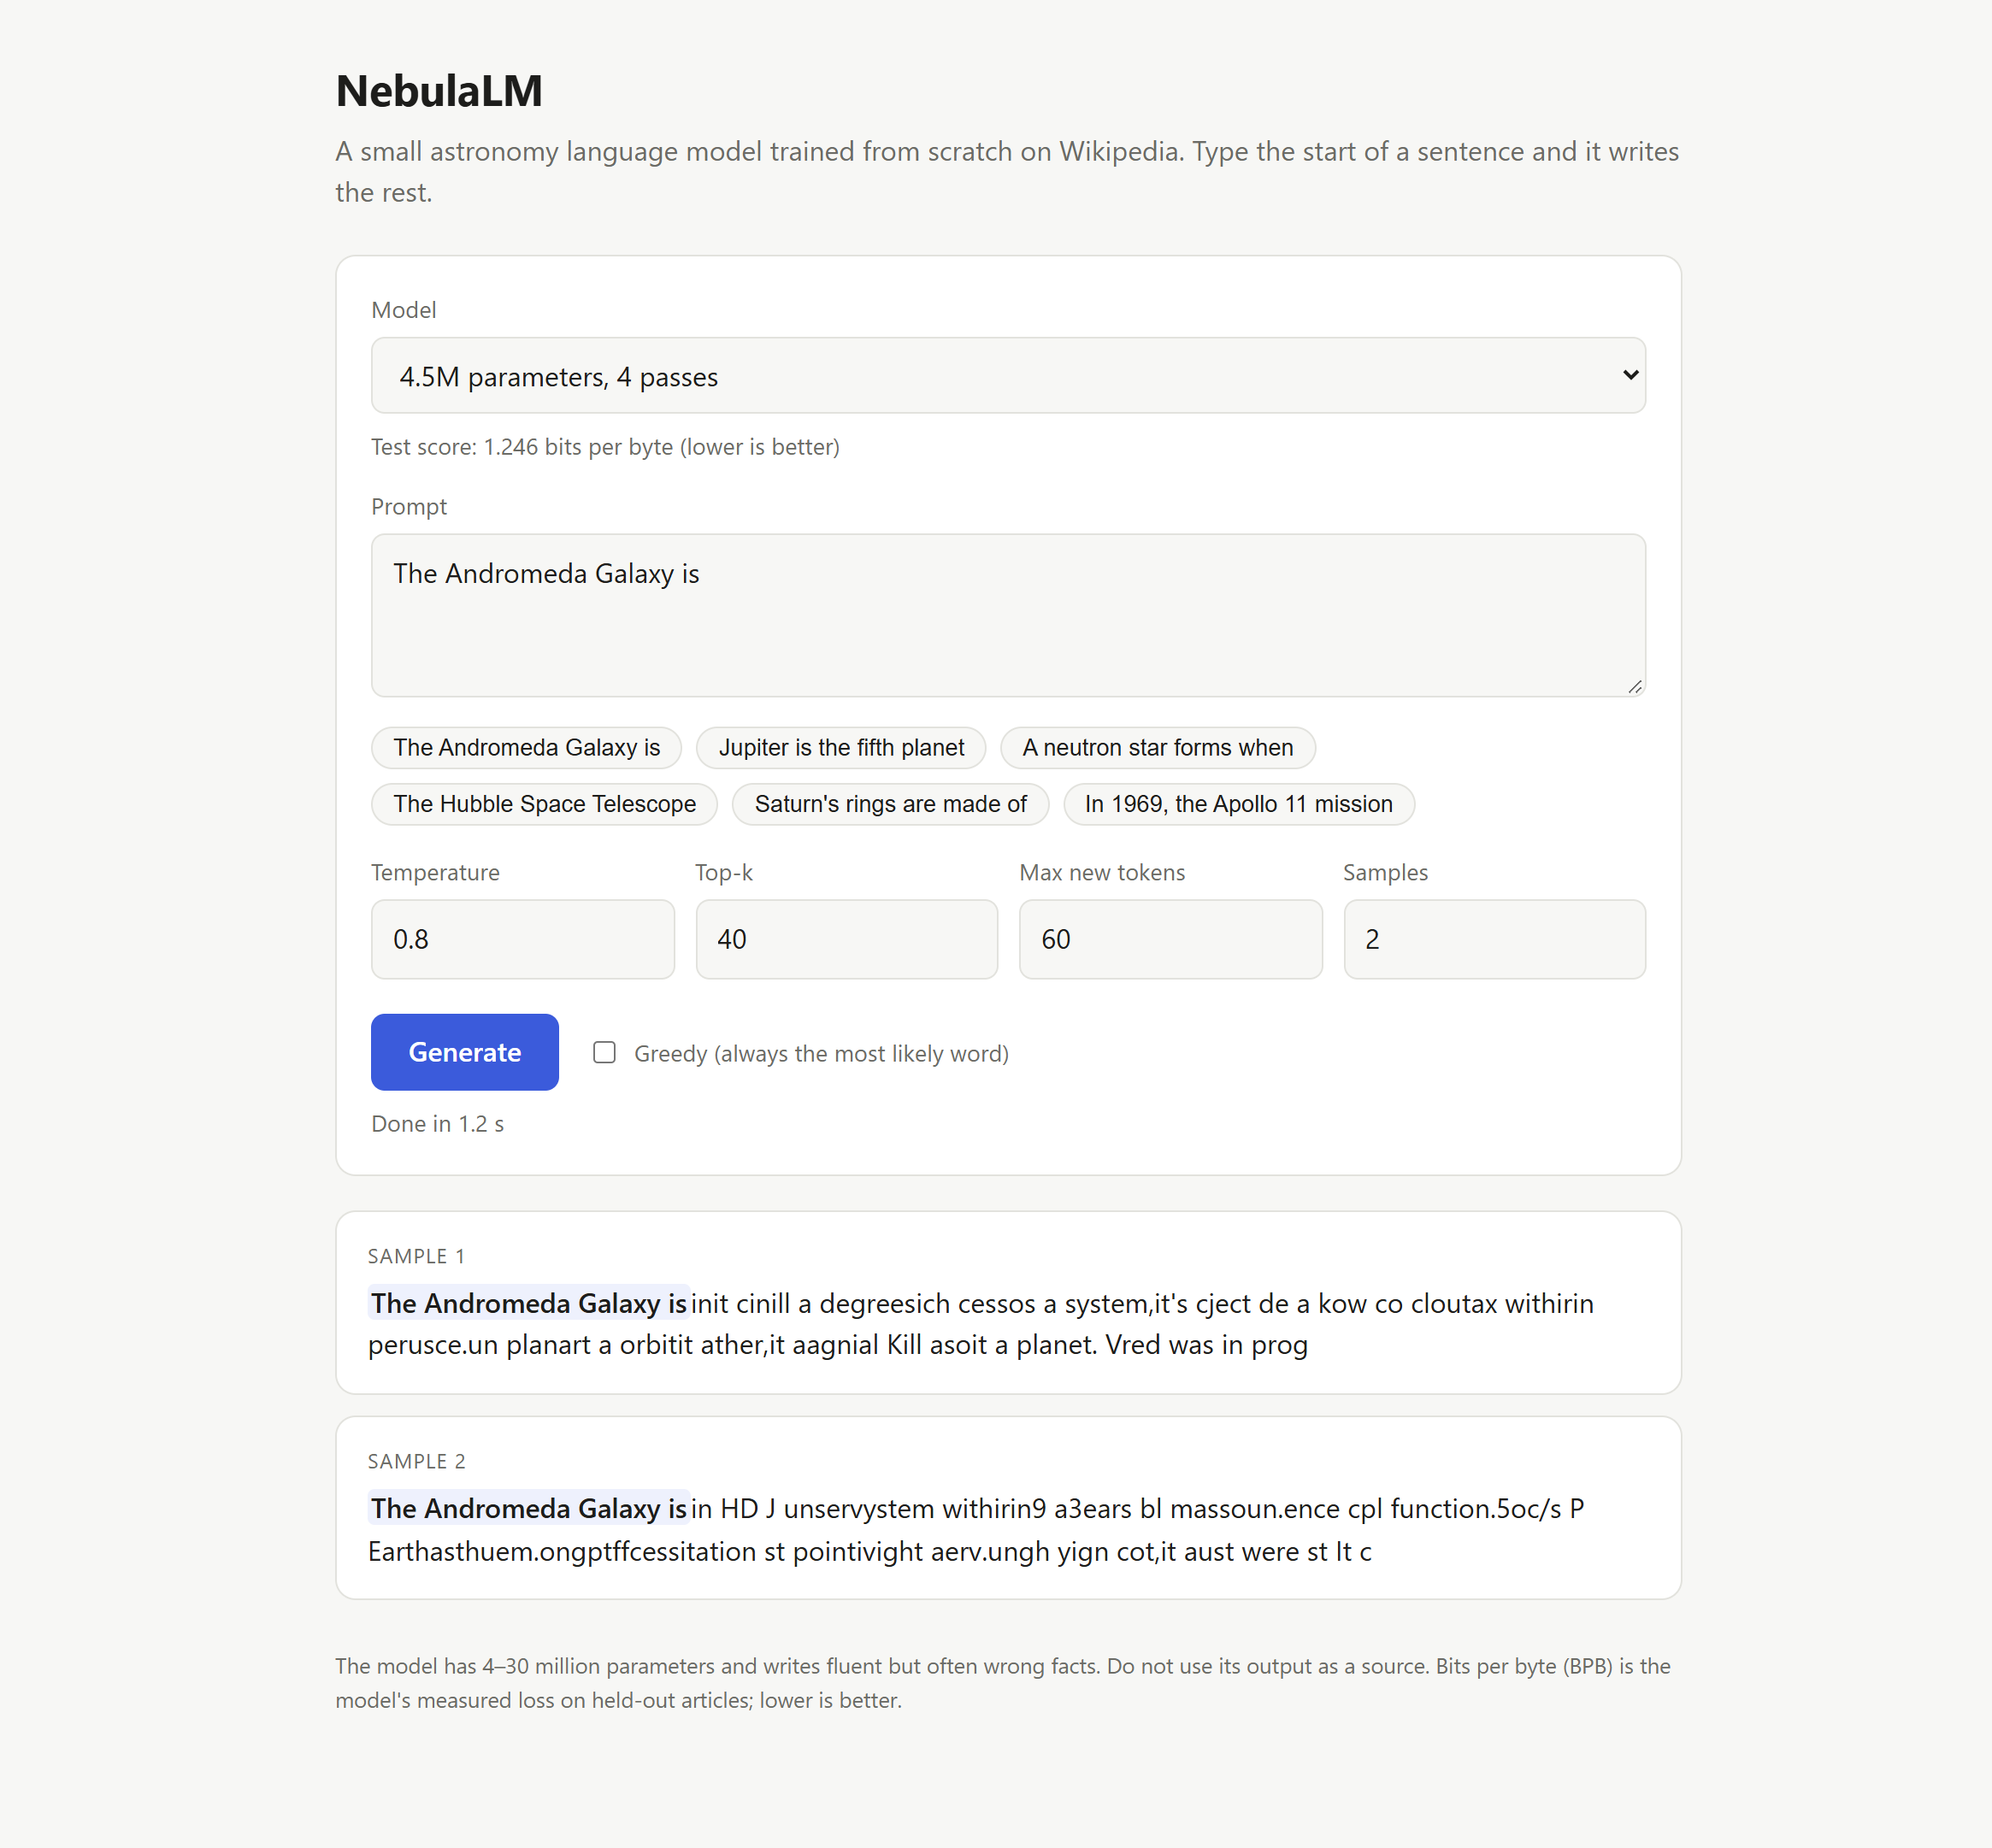 NebulaLM
A small astronomy language model trained from scratch on Wikipedia. Type the start of a sentence and it writes
the rest.
Model
4.5M parameters, 4 passes
Test score: 1.246 bits per byte (lower is better)
Prompt
The Andromeda Galaxy is
The Andromeda Galaxy is Jupiter is the fifth planet A neutron star forms when
The Hubble Space Telescope Saturn's rings are made of In 1969, the Apollo 11 mission
Temperature Top-k Max new tokens Samples
0.8 40 60 2
Generate Greedy (always the most likely word)
Done in 1.2 s
SAMPLE 1
The Andromeda Galaxy isinit cinill a degreesich cessos a system,it's cject de a kow co cloutax withirin
perusce.un planart a orbitit ather,it aagnial Kill asoit a planet. Vred was in prog
SAMPLE 2
The Andromeda Galaxy isin HD J unservystem withirin9 a3ears bl massoun.ence cpl function.5oc/s P
Earthasthuem.ongptffcessitation st pointivight aerv.ungh yign cot,it aust were st It c
The model has 4–30 million parameters and writes fluent but often wrong facts. Do not use its output as a source. Bits per byte (BPB) is the
model's measured loss on held-out articles; lower is better.